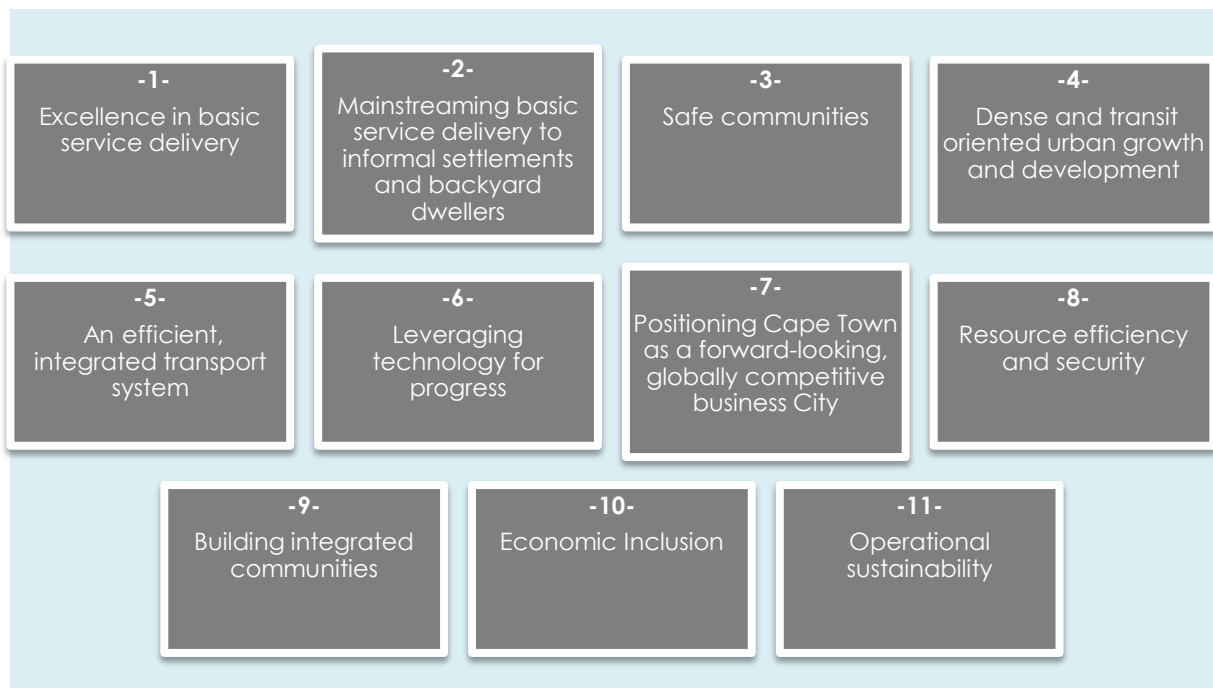 -1-
Excellence in basic
service delivery
-2-
Mainstreaming basic
service delivery to
informal settlements
and backyard
dwellers
-3-
Safe communities
-4-
Dense and transit
oriented urban growth
and development
-5-
An efficient,
integrated transport
system
-6-
Leveraging
technology for
progress
-7-
Positioning Cape Town
as a forward-looking,
globally competitive
business City
-8-
Resource efficiency
and security
-9-
Building integrated
communities
-10-
Economic Inclusion
-11-
Operational
sustainability